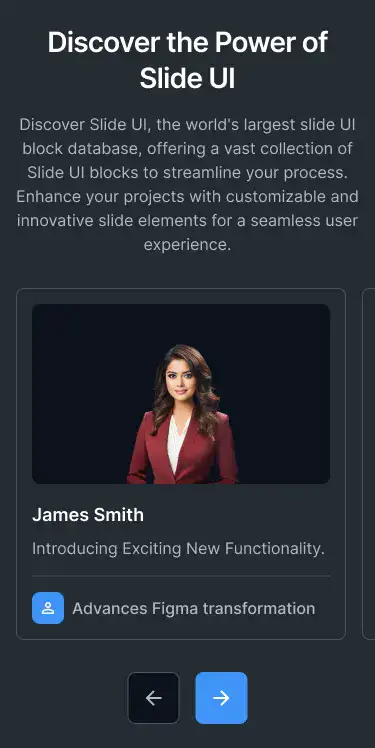 Discover the Power of
Slide UI
Discover Slide UI, the world's largest slide UI
block database, offering a vast collection of
Slide UI blocks to streamline your process.
Enhance your projects with customizable and
innovative slide elements for a seamless user
experience.
James Smith
Introducing Exciting New Functionality.
Advances Figma transformation